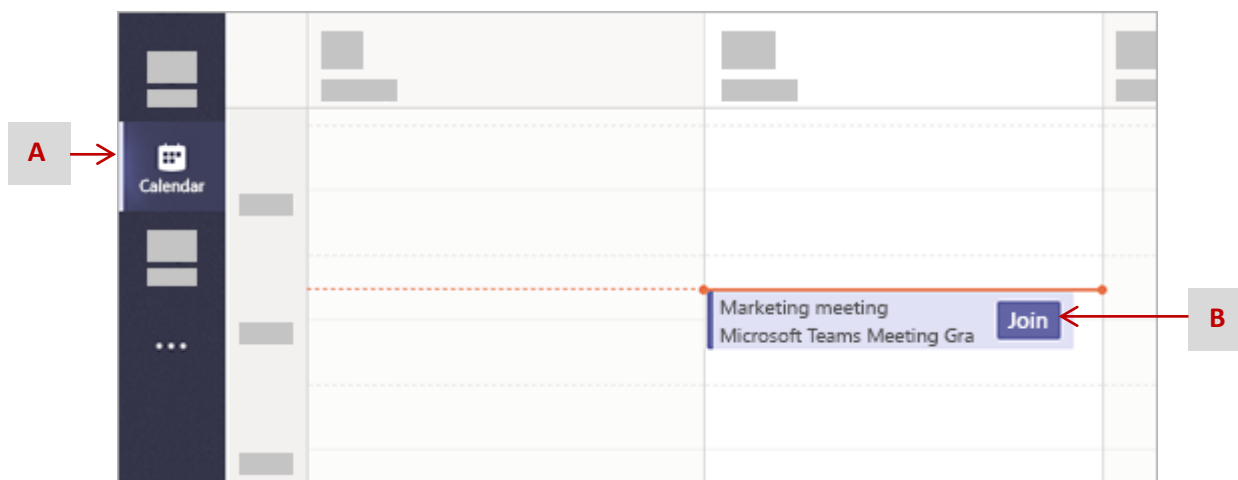 A
Calendar
Marketing meeting
Microsoft Teams Meeting Gra
Join
B